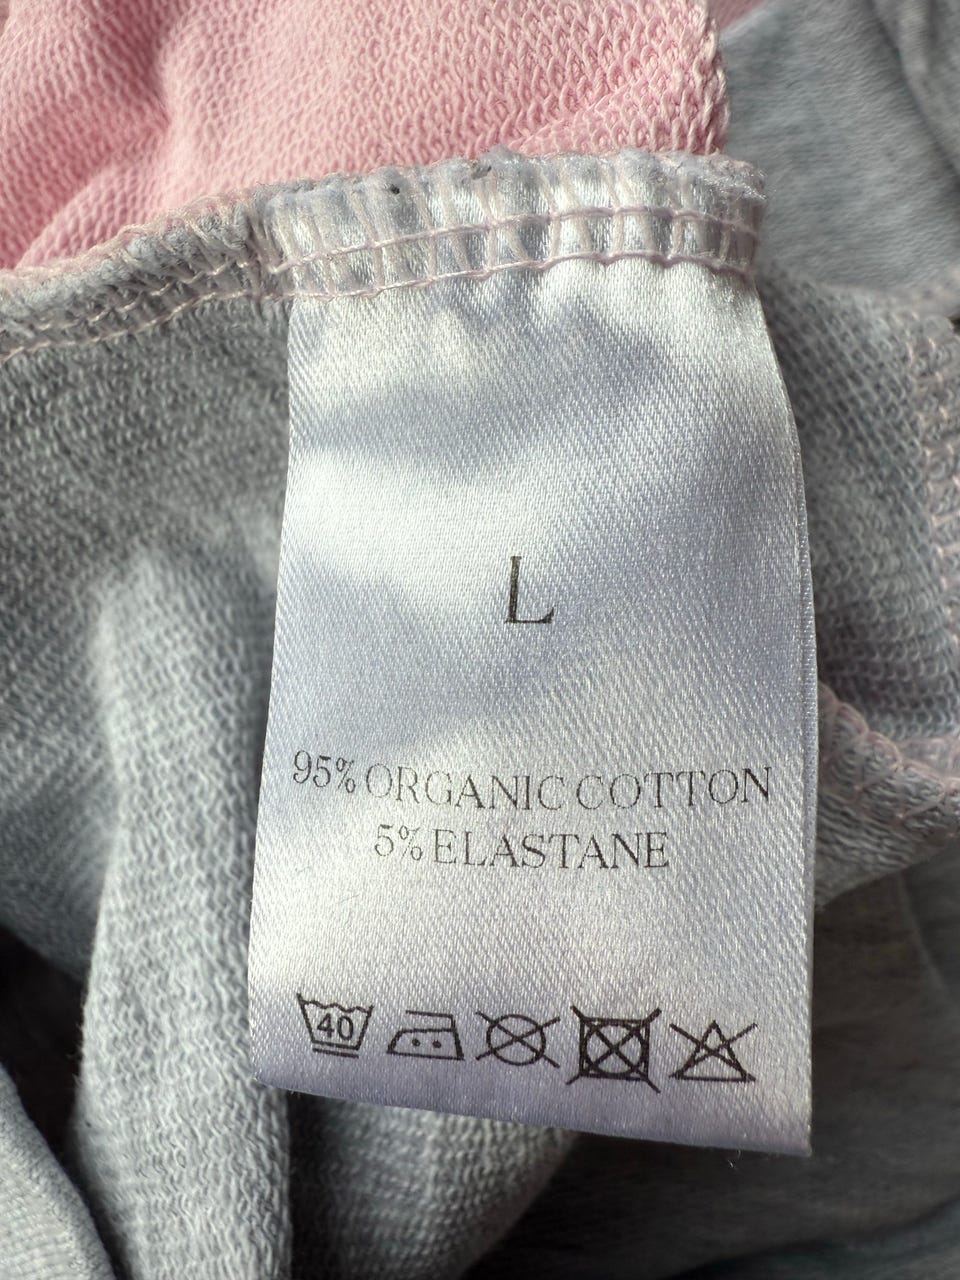 L
95% ORGANIC COTTON
5% ELASTANE
40